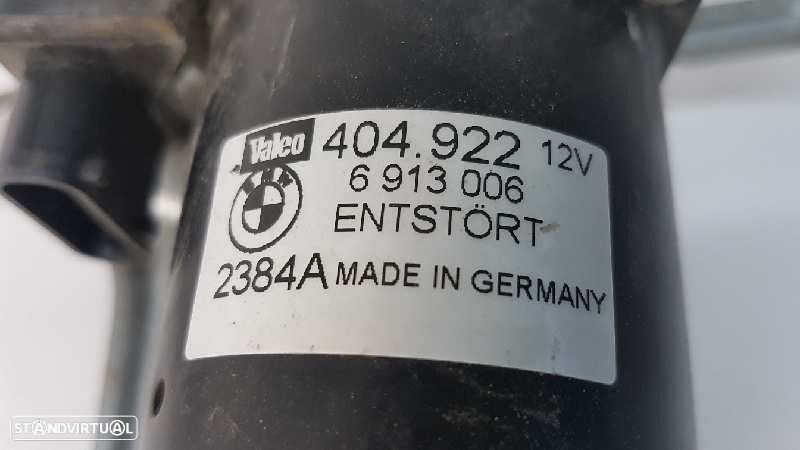 Valeo 404.922 12V
6 913 006
ENTSTÖRT
2384A MADE IN GERMANY
STANDVIRTUAL